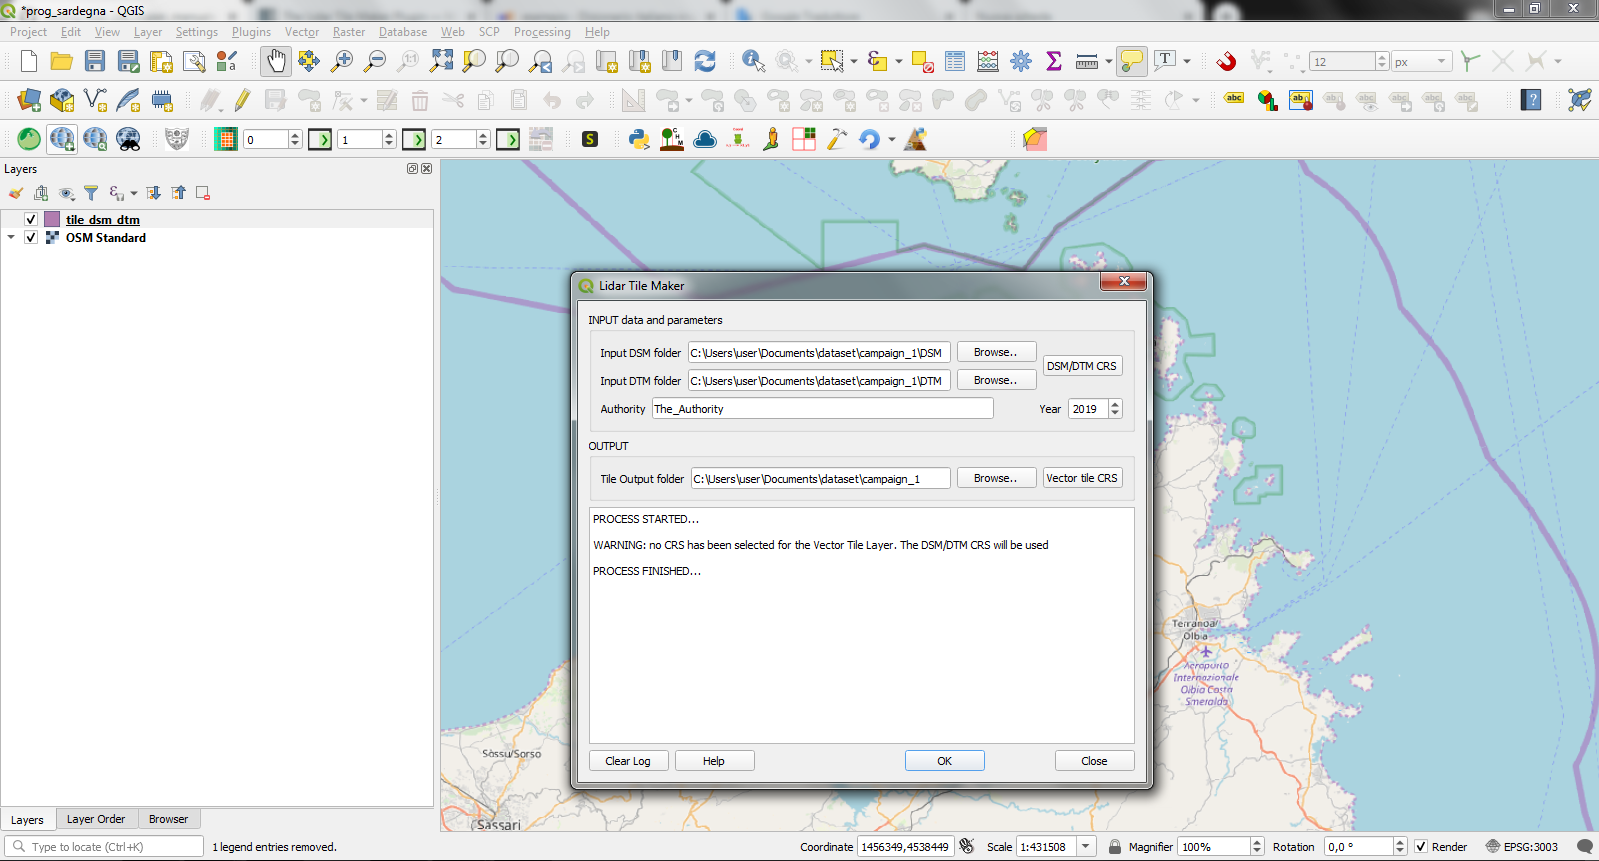 *prog_sardegna - QGIS
Project Edit View Layer Settings Plugins Vector Raster Database Web SCP Processing Help
12 px
abc ab
0 1 2 S
Layers
tile_dsm_dtm
OSM Standard
Lidar Tile Maker
INPUT data and parameters
Input DSM folder C:\Users\user\Documents\dataset\campaign_1\DSM Browse..
DSM/DTM CRS
Input DTM folder C:\Users\user\Documents\dataset\campaign_1\DTM Browse..
Authority The_Authority Year 2019
OUTPUT
Tile Output folder C:\Users\user\Documents\dataset\campaign_1 Browse.. Vector tile CRS
PROCESS STARTED...
WARNING: no CRS has been selected for the Vector Tile Layer. The DSM/DTM CRS will be used
PROCESS FINISHED...
Clear Log Help OK Close
Terranoa/
Olbia
Aeroporto
Internazionale
Olbia Costa
Smeralda
Sòssu/Sorso
Sassari
Layers Layer Order Browser
Type to locate (Ctrl+K) 1 legend entries removed. Coordinate 1456349,4538449 Scale 1:431508 Magnifier 100% Rotation 0,0 ° Render EPSG:3003